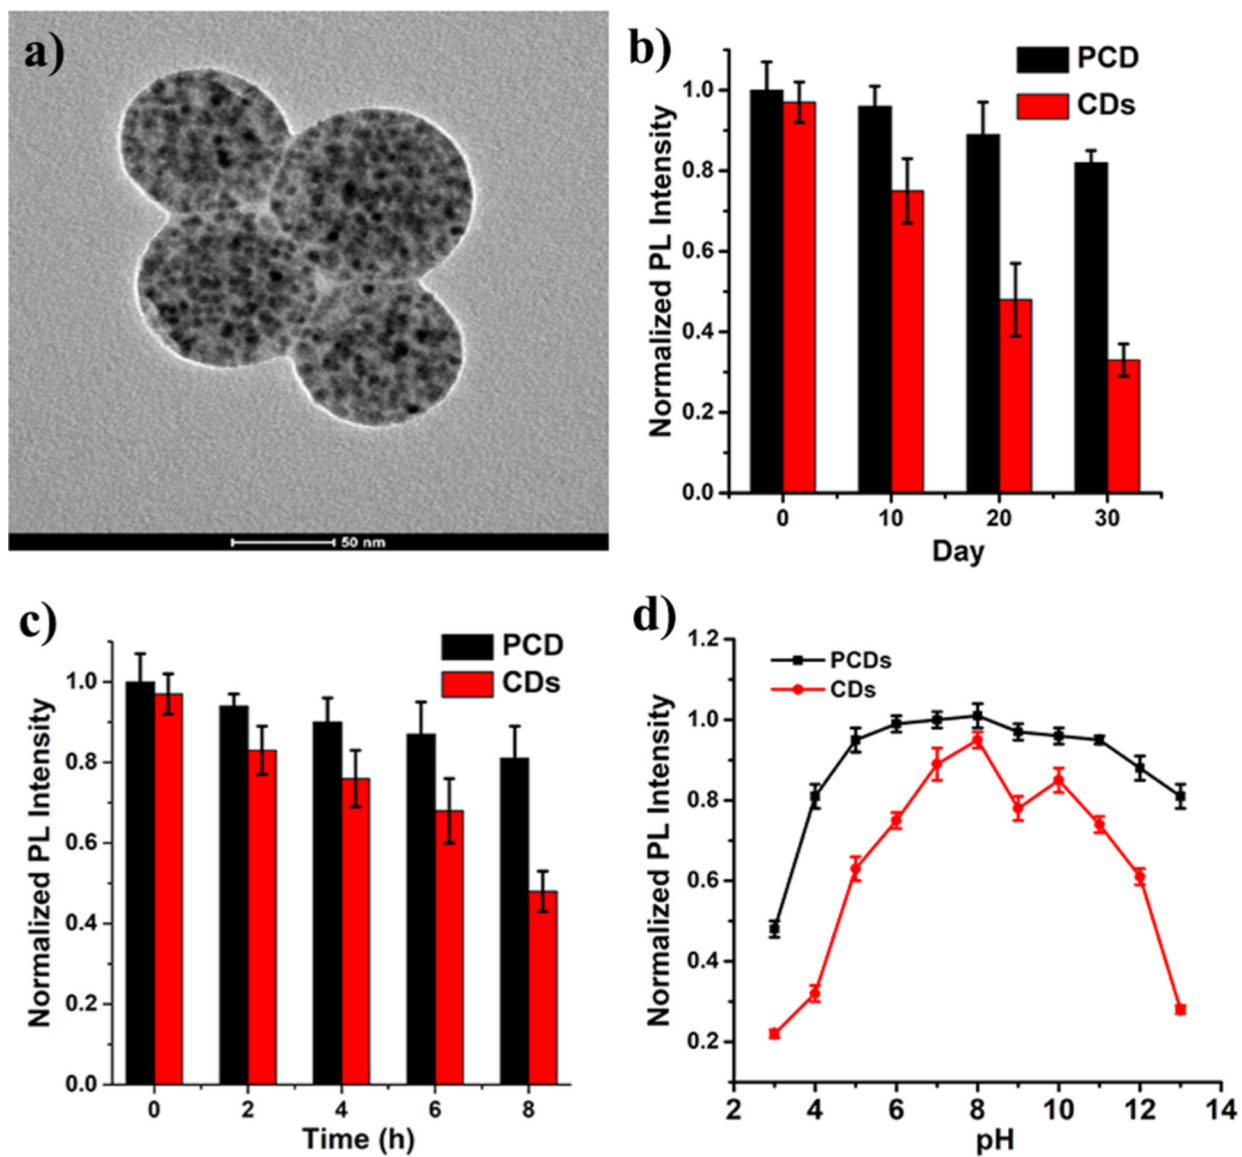 a)
50 nm
b)
PCD
CDs
Normalized PL Intensity
1.0
0.8
0.6
0.4
0.2
0.0
0 10 20 30
Day
c)
PCD
CDs
Normalized PL Intensity
1.0
0.8
0.6
0.4
0.2
0.0
0 2 4 6 8
Time (h)
d)
PCDs
CDs
Normalized PL Intensity
1.2
1.0
0.8
0.6
0.4
0.2
2 4 6 8 10 12 14
pH